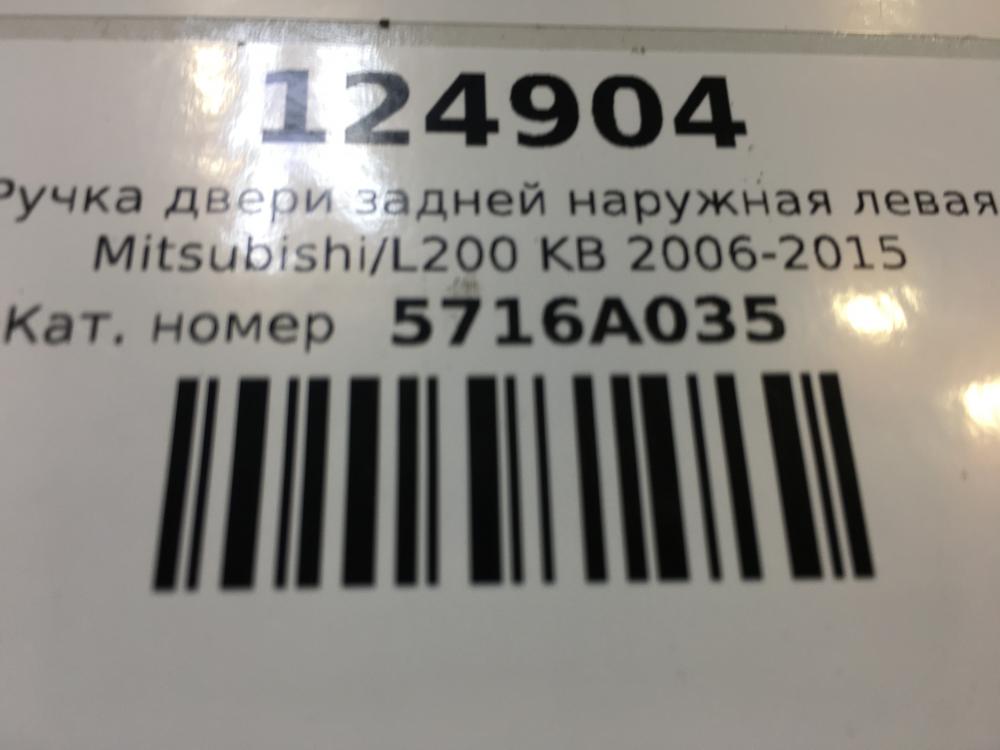 124904
Ручка двери задней наружная левая
Mitsubishi/L200 KB 2006-2015
Кат. номер 5716A035